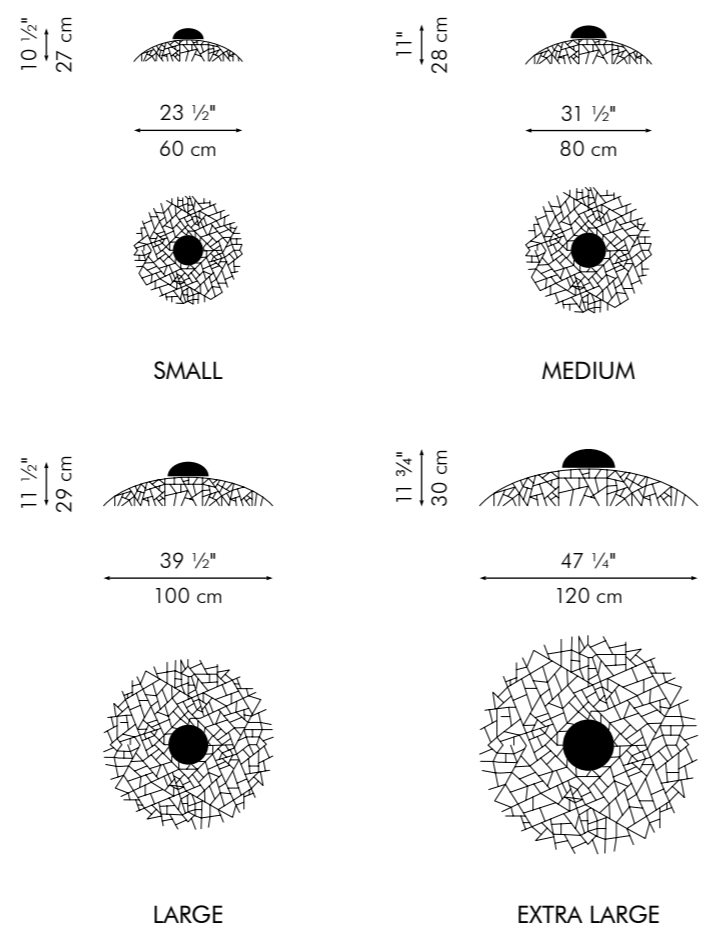 10 ½"
27 cm
23 ½"
60 cm
SMALL
11"
28 cm
31 ½"
80 cm
MEDIUM
11 ½"
29 cm
39 ½"
100 cm
LARGE
11 ¾"
30 cm
47 ¼"
120 cm
EXTRA LARGE